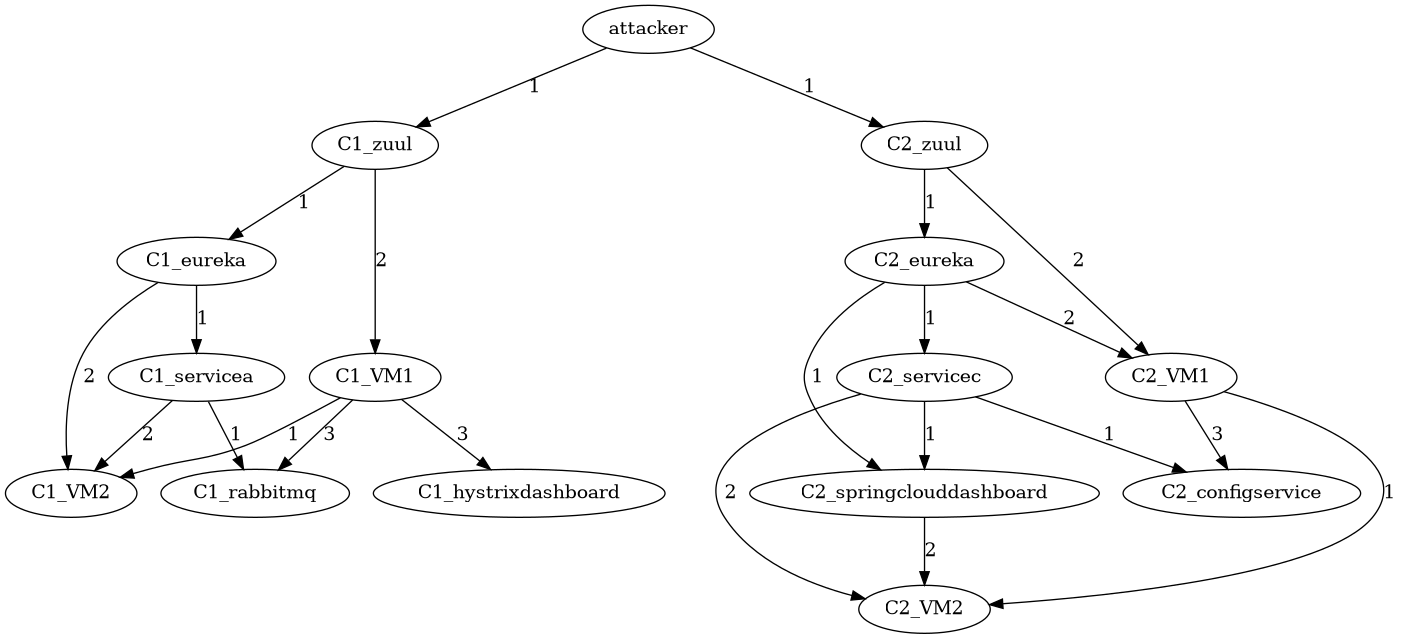 attacker
1
1
C1_zuul
C2_zuul
1
1
C1_eureka
2
C2_eureka
2
1
1
2
2
C1_servicea
C1_VM1
1
C2_servicec
C2_VM1
2
1
1
3
3
1
1
3
C1_VM2
C1_rabbitmq
C1_hystrixdashboard
2
C2_springclouddashboard
C2_configservice
1
2
C2_VM2